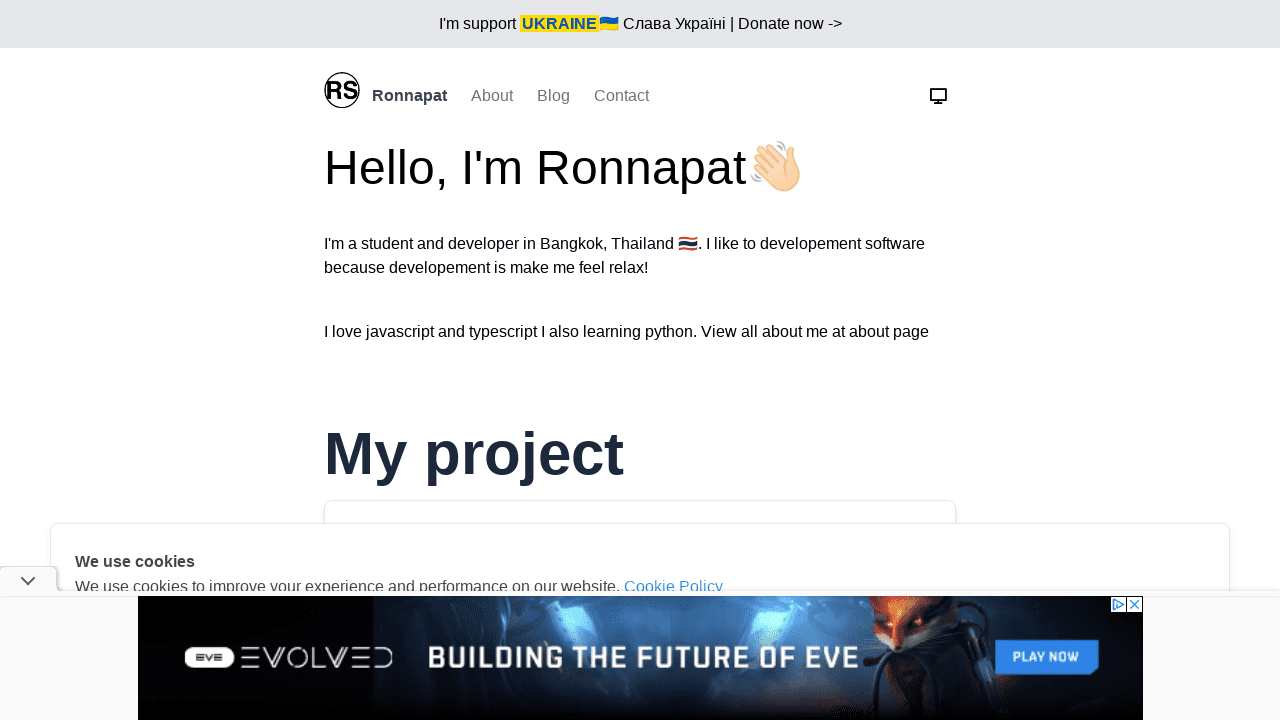 I'm support UKRAINE🇺🇦 Слава Україні | Donate now ->
RS Ronnapat About Blog Contact
Hello, I'm Ronnapat👋🏻
I'm a student and developer in Bangkok, Thailand 🇹🇭. I like to developement software
because developement is make me feel relax!
I love javascript and typescript I also learning python. View all about me at about page
My project
We use cookies
We use cookies to improve your experience and performance on our website. Cookie Policy
EVE EVOLVED BUILDING THE FUTURE OF EVE PLAY NOW